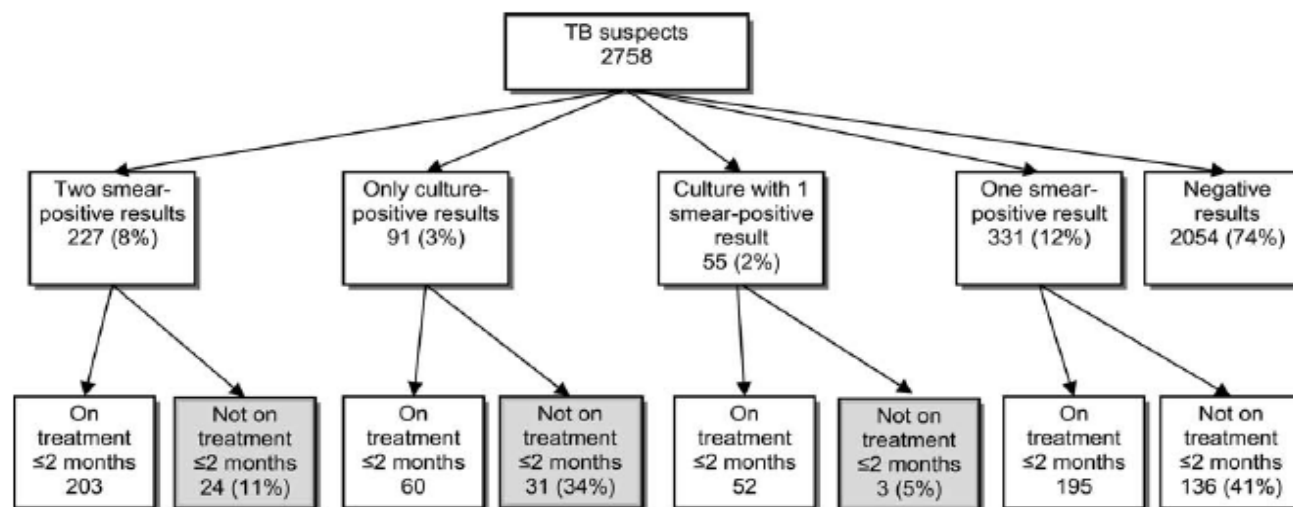 TB suspects
2758
Two smear-
positive results
227 (8%)
Only culture-
positive results
91 (3%)
Culture with 1
smear-positive
result
55 (2%)
One smear-
positive result
331 (12%)
Negative
results
2054 (74%)
On
treatment
≤2 months
203
Not on
treatment
≤2 months
24 (11%)
On
treatment
≤2 months
60
Not on
treatment
≤2 months
31 (34%)
On
treatment
≤2 months
52
Not on
treatment
≤2 months
3 (5%)
On
treatment
≤2 months
195
Not on
treatment
≤2 months
136 (41%)